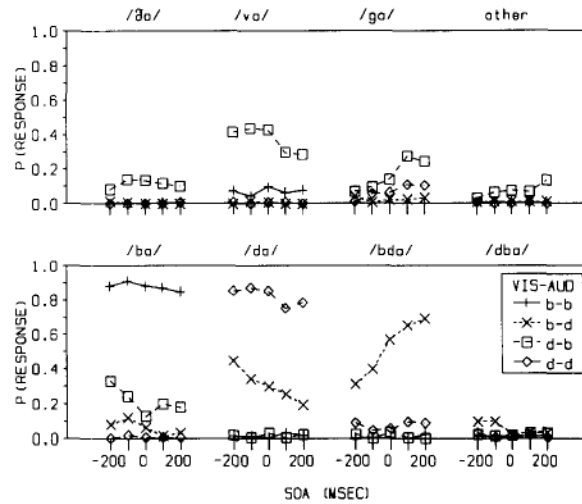 /ða/ /va/ /ga/ other
P(RESPONSE)
1.0
0.8
0.6
0.4
0.2
0.0
/ba/ /da/ /bda/ /dba/
P(RESPONSE)
1.0
0.8
0.6
0.4
0.2
0.0
VIS-AUD
b-b
b-d
d-b
d-d
-200 0 200 -200 0 200 -200 0 200 -200 0 200
SOA (MSEC)